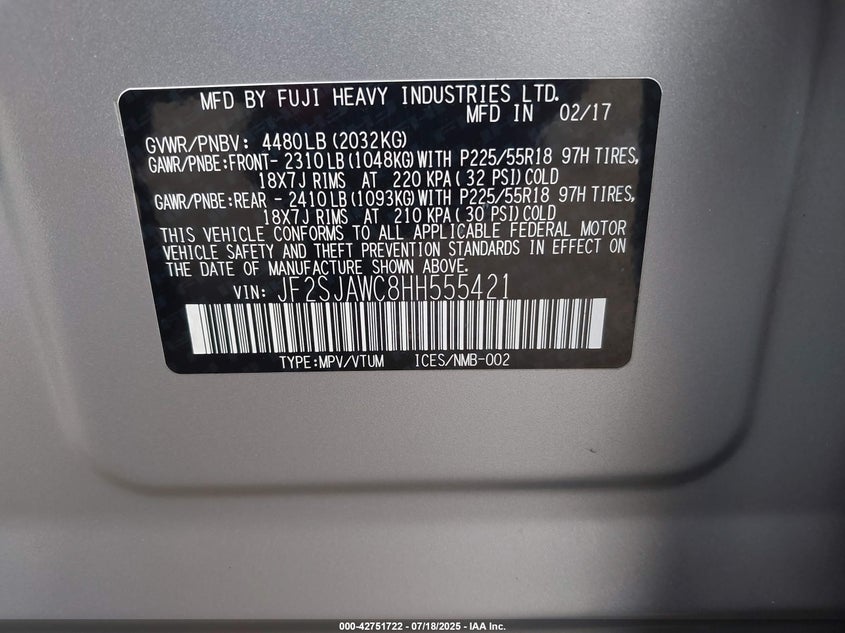 MFD BY FUJI HEAVY INDUSTRIES LTD.
MFD IN 02/17
GVWR/PNBV: 4480LB(2032KG)
GAWR/PNBE:FRONT- 2310LB(1048KG)WITH P225/55R18 97H TIRES,
18X7J RIMS AT 220 KPA( 32 PSI)COLD
GAWR/PNBE:REAR - 2410LB(1093KG)WITH P225/55R18 97H TIRES,
18X7J RIMS AT 210 KPA( 30 PSI)COLD
THIS VEHICLE CONFORMS TO ALL APPLICABLE FEDERAL MOTOR
VEHICLE SAFETY AND THEFT PREVENTION STANDARDS IN EFFECT ON
THE DATE OF MANUFACTURE SHOWN ABOVE.
VIN: JF2SJAWC8HH555421
TYPE:MPV/VTUM ICES/NMB-002
000-42751722 - 07/18/2025 - IAA Inc.